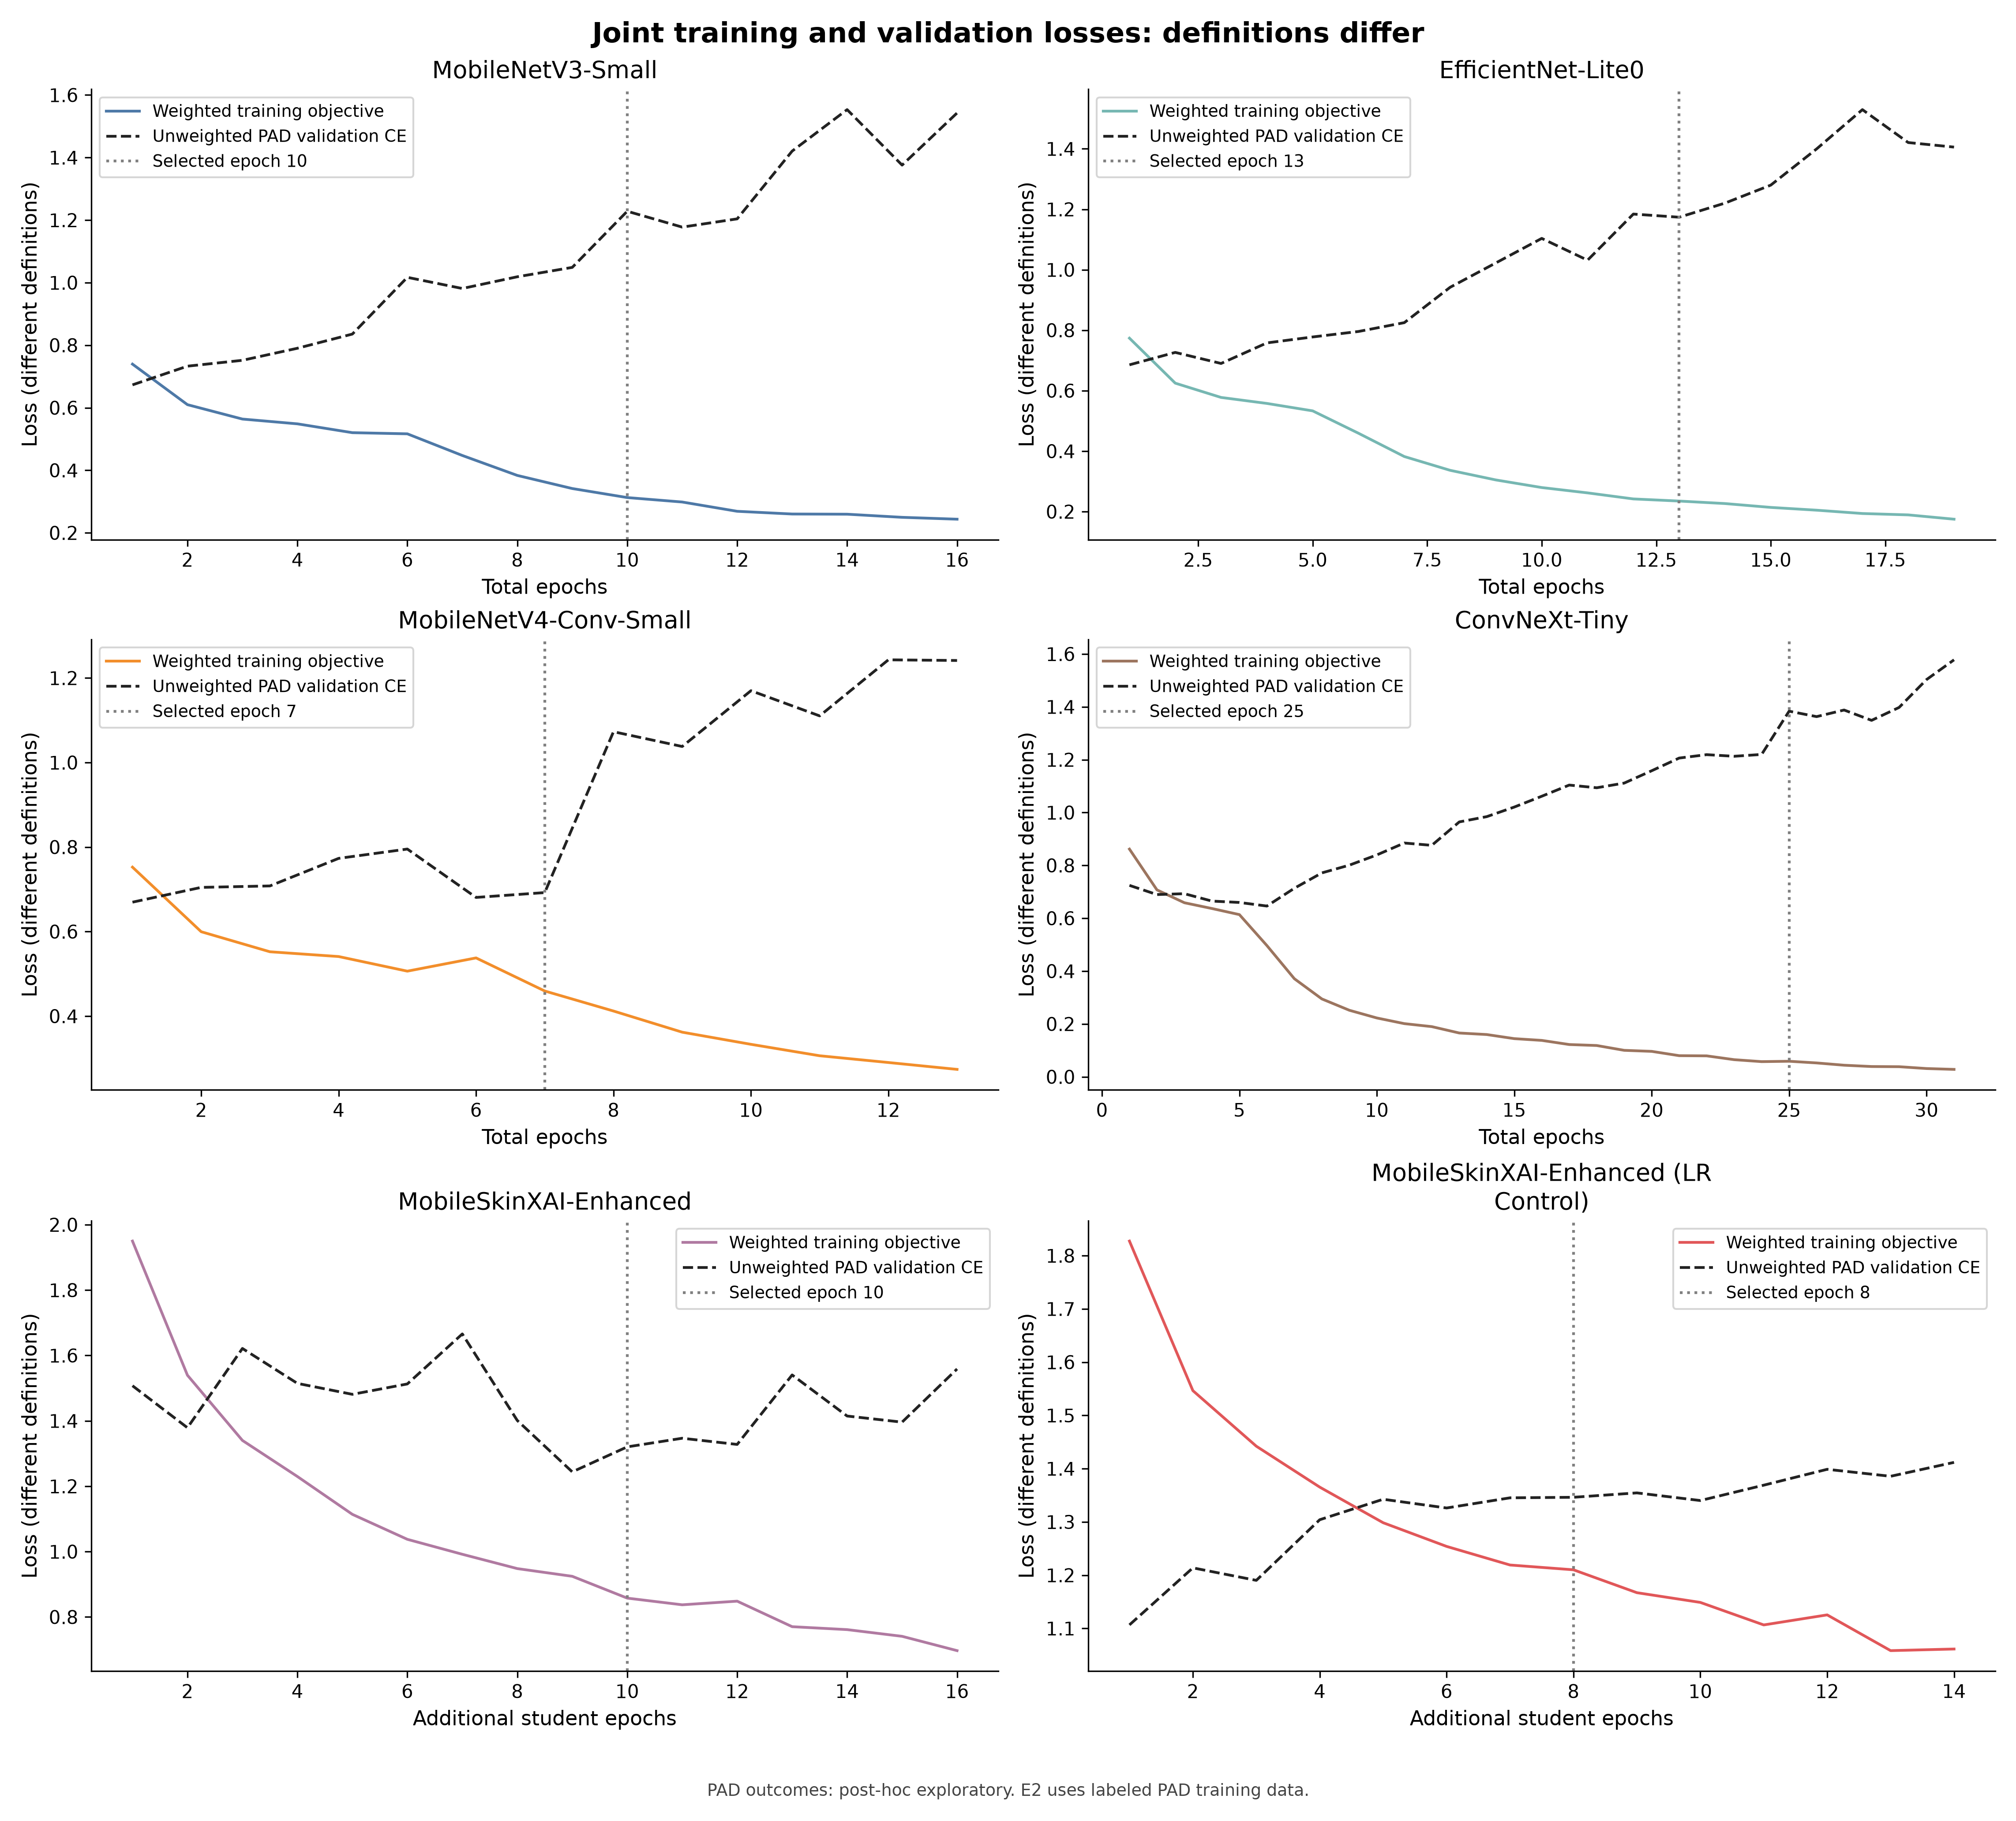 Joint training and validation losses: definitions differ
MobileNetV3-Small
Weighted training objective
Unweighted PAD validation CE
Selected epoch 10
Loss (different definitions)
1.6
1.4
1.2
1.0
0.8
0.6
0.4
0.2
2 4 6 8 10 12 14 16
Total epochs
EfficientNet-Lite0
Weighted training objective
Unweighted PAD validation CE
Selected epoch 13
Loss (different definitions)
1.4
1.2
1.0
0.8
0.6
0.4
0.2
2.5 5.0 7.5 10.0 12.5 15.0 17.5
Total epochs
MobileNetV4-Conv-Small
Weighted training objective
Unweighted PAD validation CE
Selected epoch 7
Loss (different definitions)
1.2
1.0
0.8
0.6
0.4
2 4 6 8 10 12
Total epochs
ConvNeXt-Tiny
Weighted training objective
Unweighted PAD validation CE
Selected epoch 25
Loss (different definitions)
1.6
1.4
1.2
1.0
0.8
0.6
0.4
0.2
0.0
0 5 10 15 20 25 30
Total epochs
MobileSkinXAI-Enhanced
Weighted training objective
Unweighted PAD validation CE
Selected epoch 10
Loss (different definitions)
2.0
1.8
1.6
1.4
1.2
1.0
0.8
2 4 6 8 10 12 14 16
Additional student epochs
MobileSkinXAI-Enhanced (LR
Control)
Weighted training objective
Unweighted PAD validation CE
Selected epoch 8
Loss (different definitions)
1.8
1.7
1.6
1.5
1.4
1.3
1.2
1.1
2 4 6 8 10 12 14
Additional student epochs
PAD outcomes: post-hoc exploratory. E2 uses labeled PAD training data.